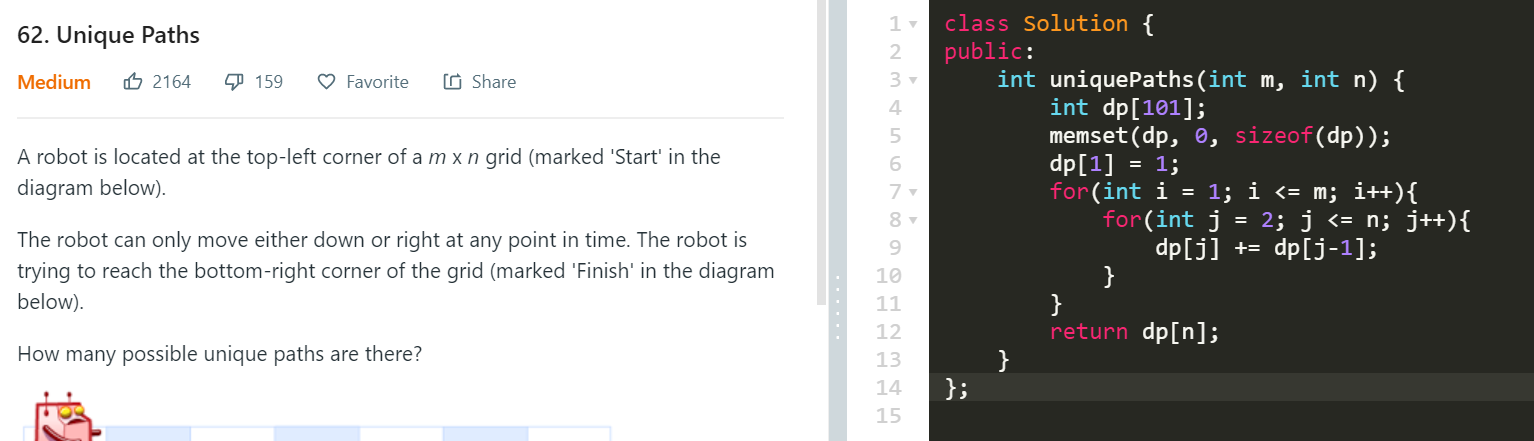 62. Unique Paths
Medium 2164 159 Favorite Share
A robot is located at the top-left corner of a m x n grid (marked 'Start' in the
diagram below).
The robot can only move either down or right at any point in time. The robot is
trying to reach the bottom-right corner of the grid (marked 'Finish' in the diagram
below).
How many possible unique paths are there?
1 class Solution {
2 public:
3     int uniquePaths(int m, int n) {
4         int dp[101];
5         memset(dp, 0, sizeof(dp));
6         dp[1] = 1;
7         for(int i = 1; i <= m; i++){
8             for(int j = 2; j <= n; j++){
9                 dp[j] += dp[j-1];
10             }
11         }
12         return dp[n];
13     }
14 };
15